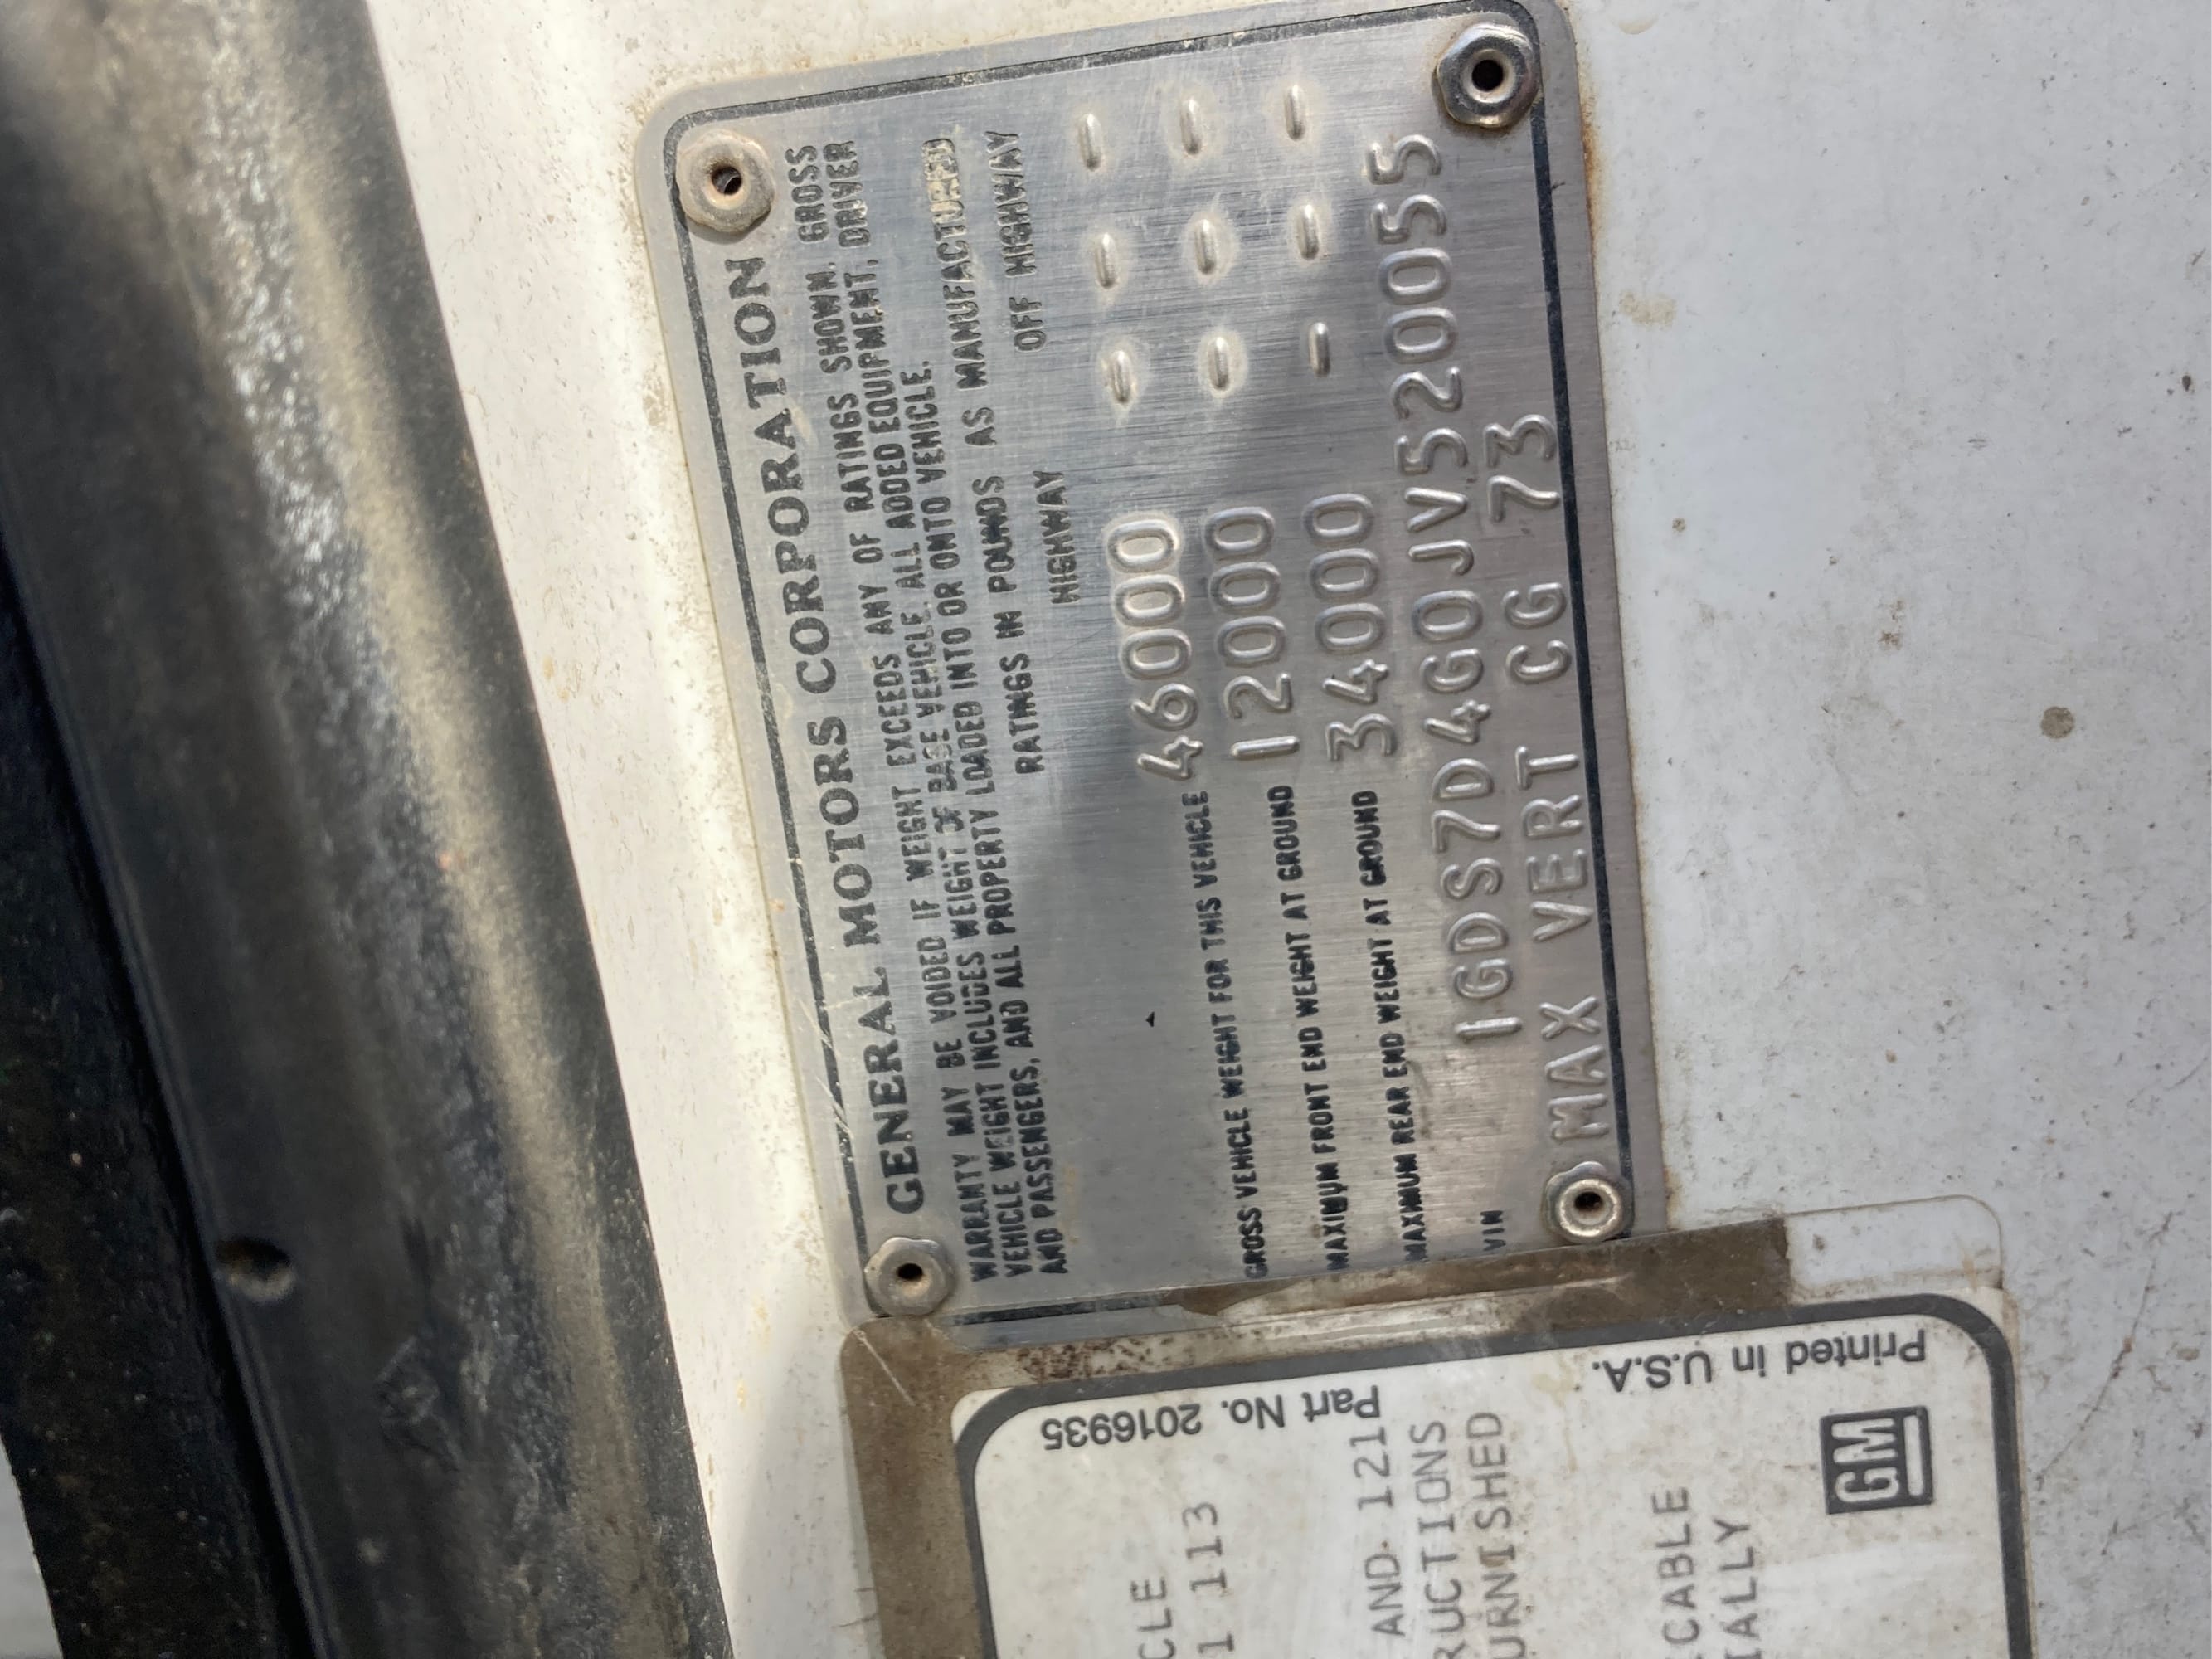 GENERAL MOTORS CORPORATION
WARRANTY MAY BE VOIDED IF WEIGHT EXCEEDS ANY OF RATINGS SHOWN. GROSS
VEHICLE WEIGHT INCLUDES WEIGHT OF BASE VEHICLE. ALL ADDED EQUIPMENT, DRIVER
AND PASSENGERS, AND ALL PROPERTY LOADED INTO OR ONTO VEHICLE.
RATINGS IN POUNDS AS MANUFACTURED
HIGHWAY OFF HIGHWAY
GROSS VEHICLE WEIGHT FOR THIS VEHICLE 46000 - - -
MAXIMUM FRONT END WEIGHT AT GROUND 12000 - - -
MAXIMUM REAR END WEIGHT AT GROUND 34000 - - -
VIN 1GDS7D4G0JV520055
MAX VERT CG 73
Part No. 2016935
Printed in U.S.A.
CLE
1 113
AND 121
RUCTIONS
URNISHED
CABLE
IALLY
GM